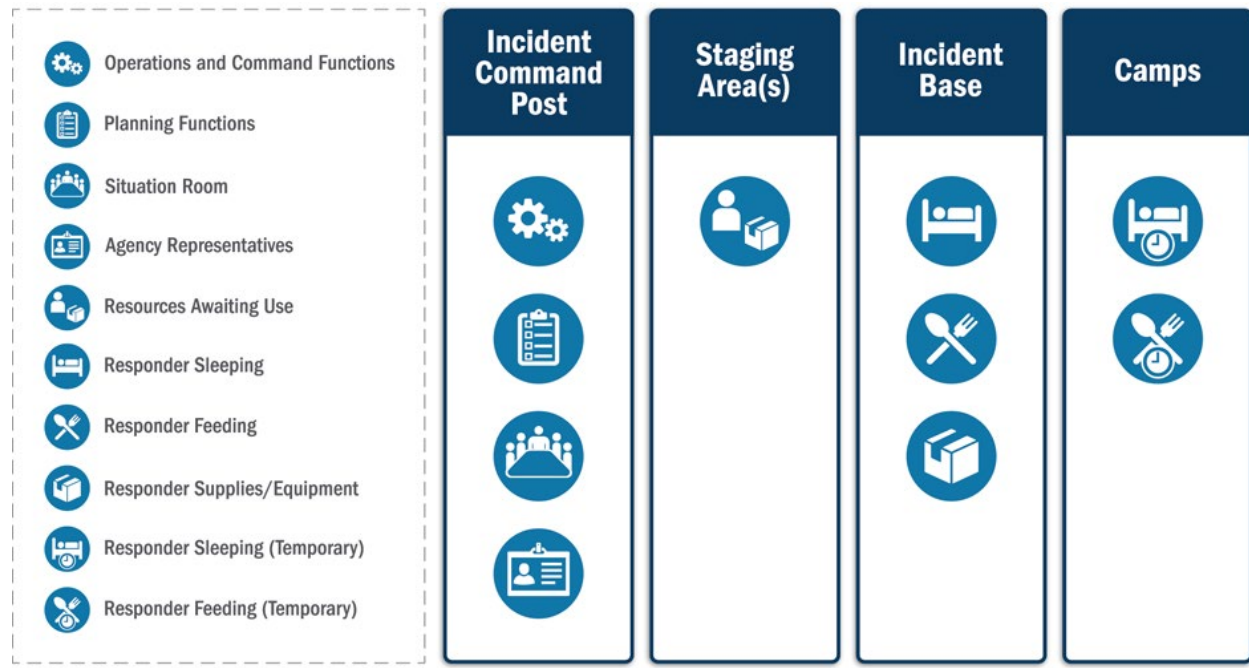 Operations and Command Functions
Planning Functions
Situation Room
Agency Representatives
Resources Awaiting Use
Responder Sleeping
Responder Feeding
Responder Supplies/Equipment
Responder Sleeping (Temporary)
Responder Feeding (Temporary)
Incident
Command
Post
Staging
Area(s)
Incident
Base
Camps